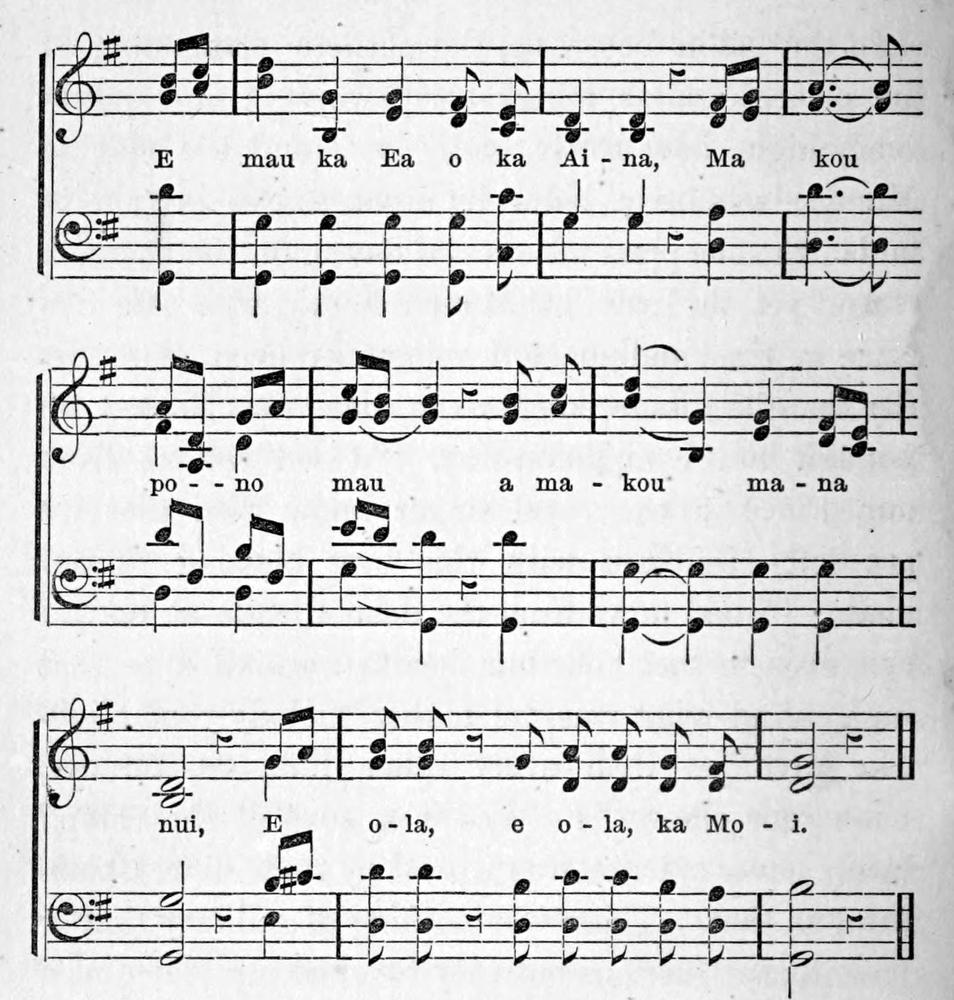 E mau ka Ea o ka Ai - na, Ma kou
po - - no mau a ma - kou ma - na
nui, E o - la, e o - la, ka Mo - i.